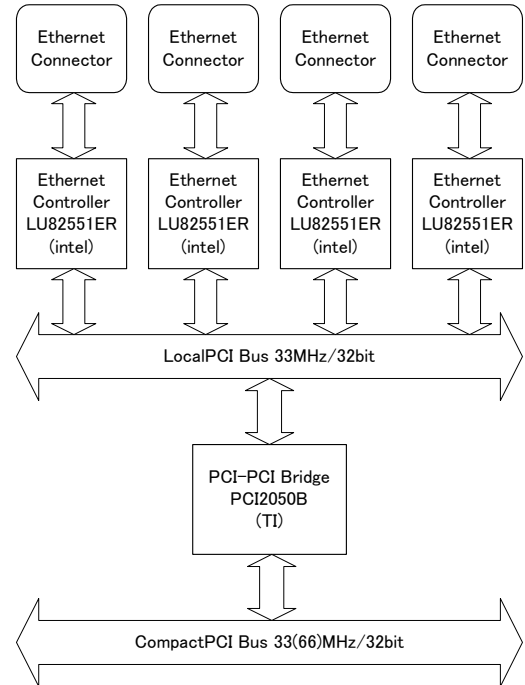 Ethernet
Connector
Ethernet
Connector
Ethernet
Connector
Ethernet
Connector
Ethernet
Controller
LU82551ER
(intel)
Ethernet
Controller
LU82551ER
(intel)
Ethernet
Controller
LU82551ER
(intel)
Ethernet
Controller
LU82551ER
(intel)
LocalPCI Bus 33MHz/32bit
PCI-PCI Bridge
PCI2050B
(TI)
CompactPCI Bus 33(66)MHz/32bit